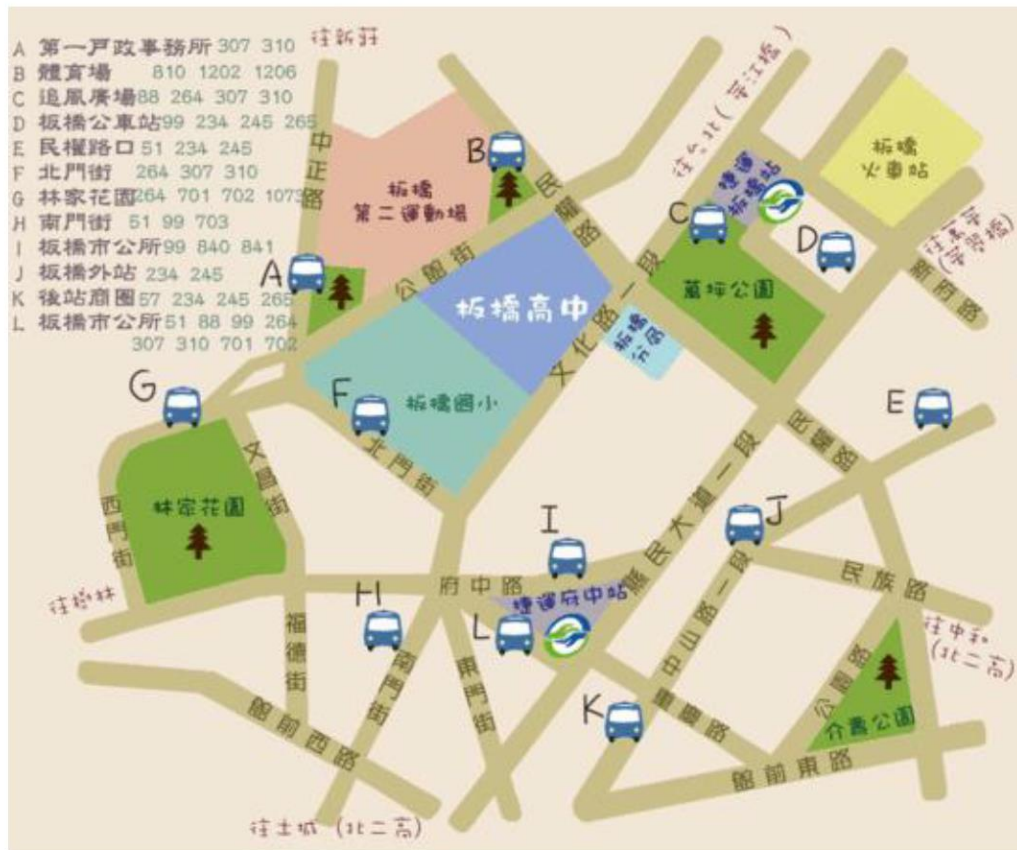 A 第一戶政事務所 307 310
B 體育場 810 1202 1206
C 追風廣場 88 264 307 310
D 板橋公車站 99 234 245 265
E 民權路口 51 234 245
F 北門街 264 307 310
G 林家花園 264 701 702 1073
H 南門街 51 99 703
I 板橋市公所 99 840 841
J 板橋外站 234 245
K 後站商圈 57 234 245 265
L 板橋市公所 51 88 99 264
307 310 701 702
往新莊
中正路
板橋
第二運動場
B
民權路
捷運
板橋站
板橋
火車站
C
D
新府路
A
公館街
板橋高中
文化路一段
板橋
分局
萬坪公園
G
F
板橋國小
北門街
E
民權路
文昌街
西門街
林家花園
縣民大道一段
I
J
往樹林
府中路
捷運府中站
中山路一段
民族路
往中和
(北二高)
H
L
福德街
南門街
東門街
K
重慶路
公園路
介壽公園
館前西路
館前東路
往土城 (北二高)